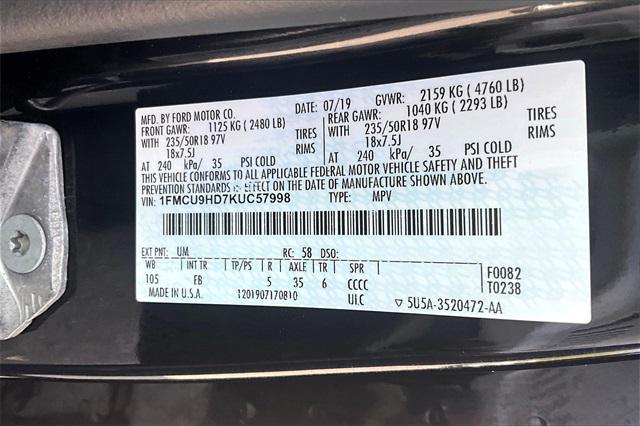 MFD. BY FORD MOTOR CO. DATE: 07/19 GVWR: 2159 KG ( 4760 LB)
FRONT GAWR: 1125 KG ( 2480 LB) REAR GAWR: 1040 KG ( 2293 LB)
WITH 235/50R18 97V TIRES WITH 235/50R18 97V TIRES
18x7.5J RIMS 18x7.5J RIMS
AT 240 kPa/ 35 PSI COLD AT 240 kPa/ 35 PSI COLD
THIS VEHICLE CONFORMS TO ALL APPLICABLE FEDERAL MOTOR VEHICLE SAFETY AND THEFT
PREVENTION STANDARDS IN EFFECT ON THE DATE OF MANUFACTURE SHOWN ABOVE.
VIN: 1FMCU9HD7KUC57998 TYPE: MPV
EXT PNT: UM RC: 58 DSO:
WB INT TR TP/PS R AXLE TR SPR F0082
105 FB 5 35 6 CCCC T0238
MADE IN U.S.A. 1201907170810 UIC 5U5A-3520472-AA